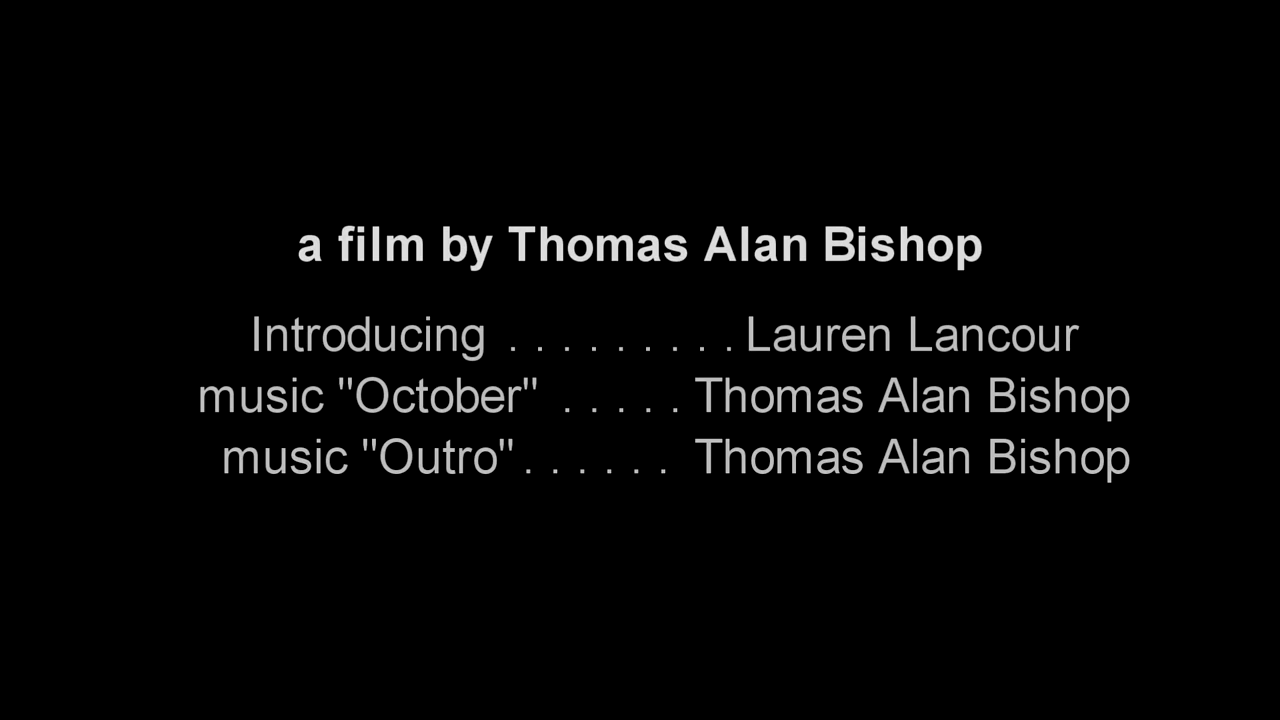 a film by Thomas Alan Bishop
Introducing . . . . . . . . . Lauren Lancour
music "October" . . . . . Thomas Alan Bishop
music "Outro" . . . . . . Thomas Alan Bishop